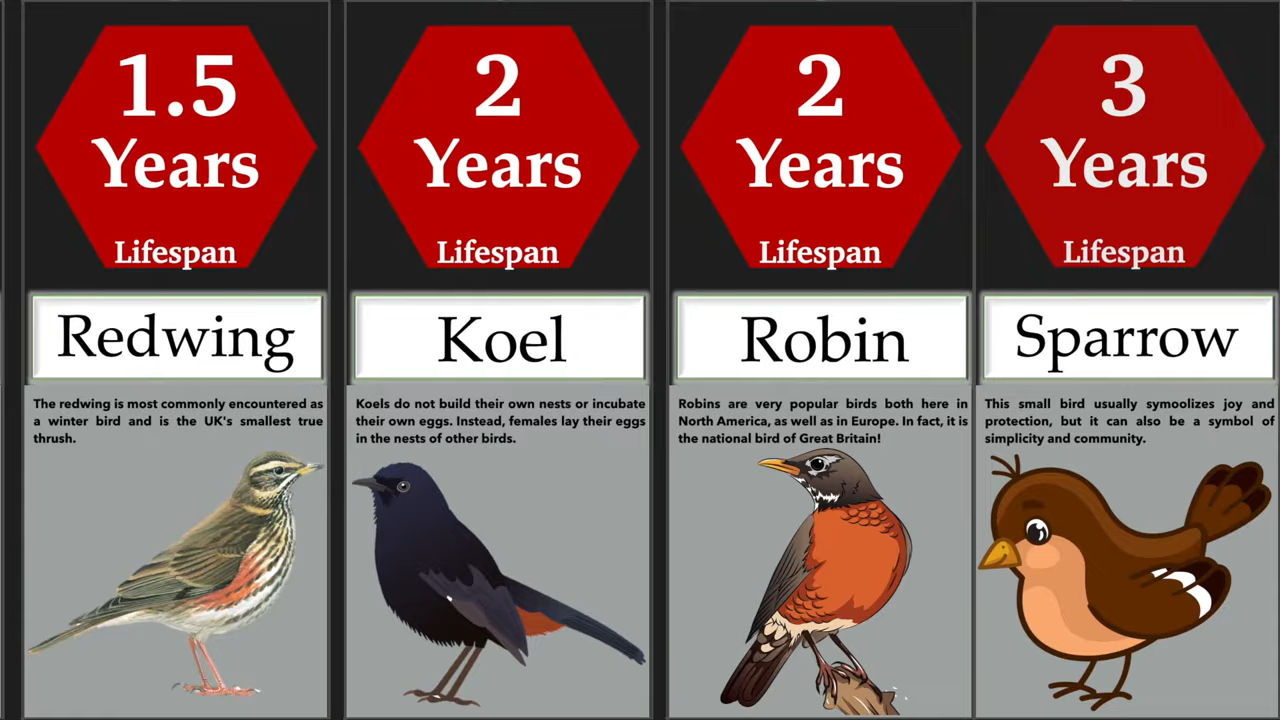 1.5
Years
Lifespan
Redwing
The redwing is most commonly encountered as
a winter bird and is the UK's smallest true
thrush.
2
Years
Lifespan
Koel
Koels do not build their own nests or incubate
their own eggs. Instead, females lay their eggs
in the nests of other birds.
2
Years
Lifespan
Robin
Robins are very popular birds both here in
North America, as well as in Europe. In fact, it is
the national bird of Great Britain!
3
Years
Lifespan
Sparrow
This small bird usually symoolizes joy and
protection, but it can also be a symbol of
simplicity and community.